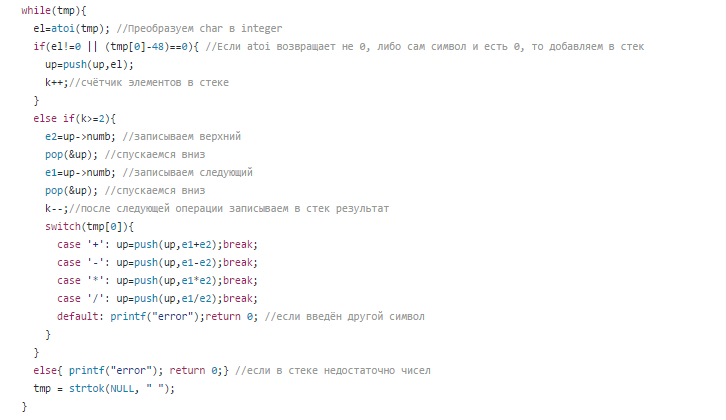 while(tmp){
el=atoi(tmp); //Преобразуем char в integer
if(el!=0 || (tmp[0]-48)==0){ //Если atoi возвращает не 0, либо сам символ и есть 0, то добавляем в стек
up=push(up,el);
k++;//счётчик элементов в стеке
}
else if(k>=2){
e2=up->numb; //записываем верхний
pop(&up); //спускаемся вниз
e1=up->numb; //записываем следующий
pop(&up); //спускаемся вниз
k--;//после следующей операции записываем в стек результат
switch(tmp[0]){
case '+': up=push(up,e1+e2);break;
case '-': up=push(up,e1-e2);break;
case '*': up=push(up,e1*e2);break;
case '/': up=push(up,e1/e2);break;
default: printf("error");return 0; //если введён другой символ
}
}
else{ printf("error"); return 0;} //если в стеке недостаточно чисел
tmp = strtok(NULL, " ");
}